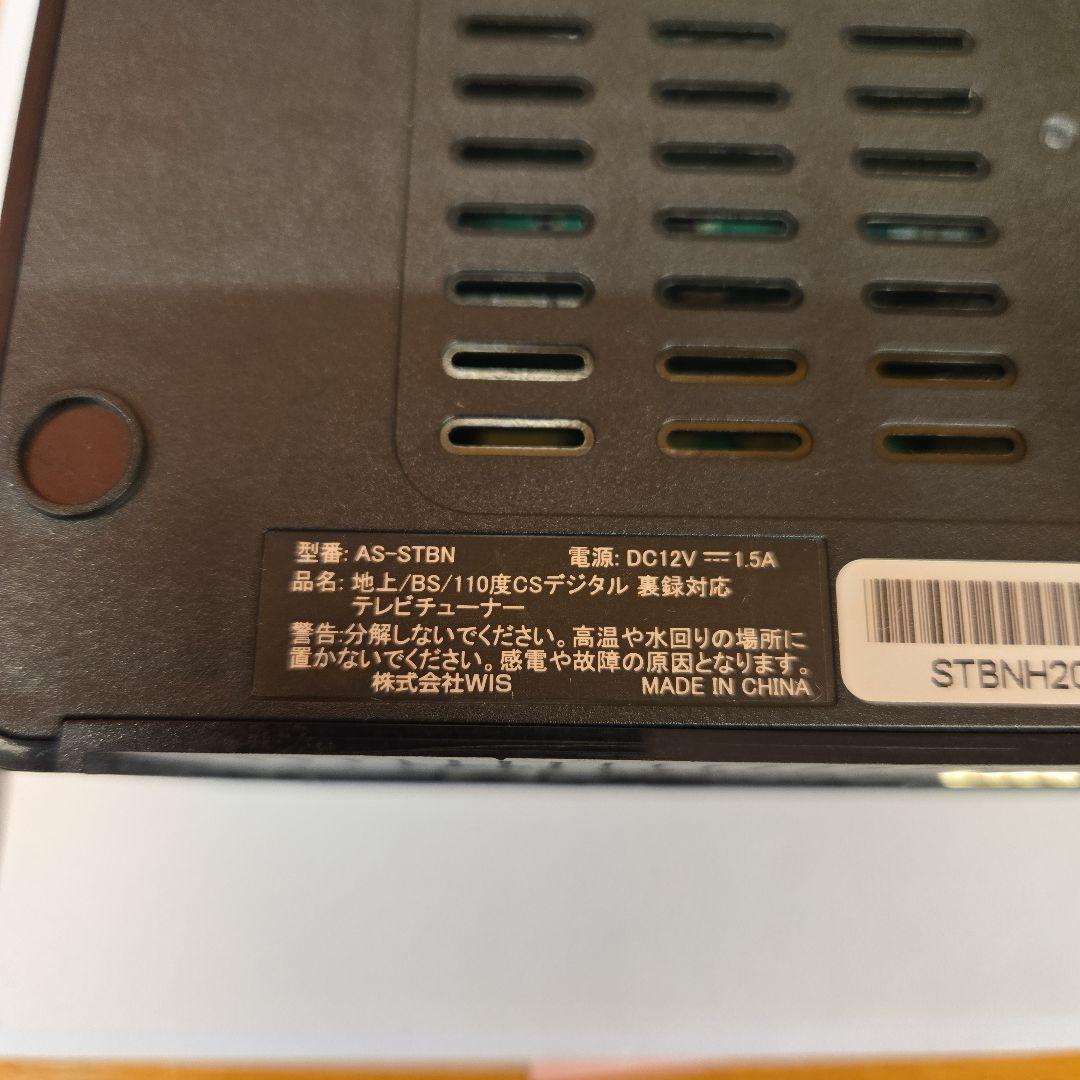 型番: AS-STBN 電源: DC12V ⎓ 1.5A
品名: 地上/BS/110度CSデジタル 裏録対応
テレビチューナー
警告:分解しないでください。高温や水回りの場所に
置かないでください。感電や故障の原因となります。
株式会社WIS MADE IN CHINA
STBNH20